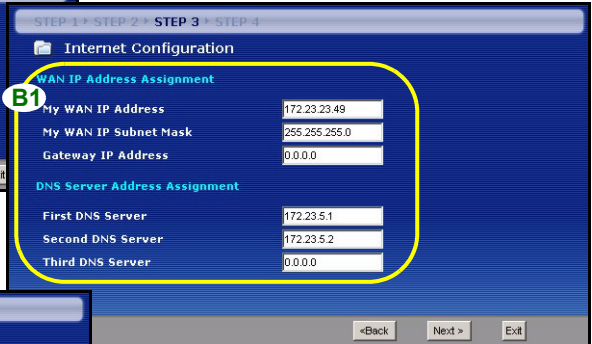 STEP 1 STEP 2 STEP 3 STEP 4
Internet Configuration
WAN IP Address Assignment
B1
My WAN IP Address 172.23.23.49
My WAN IP Subnet Mask 255.255.255.0
Gateway IP Address 0.0.0.0
DNS Server Address Assignment
First DNS Server 172.23.5.1
Second DNS Server 172.23.5.2
Third DNS Server 0.0.0.0
<Back Next > Exit